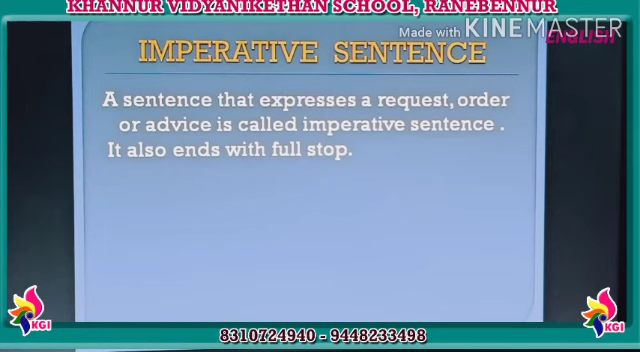 KHANNUR VIDYANIKETHAN SCHOOL, RANEBENNUR
Made with KINEMASTER
ENGLISH
IMPERATIVE SENTENCE
A sentence that expresses a request, order
or advice is called imperative sentence .
It also ends with full stop.
KGI
KGI
8310724940 - 9448233498